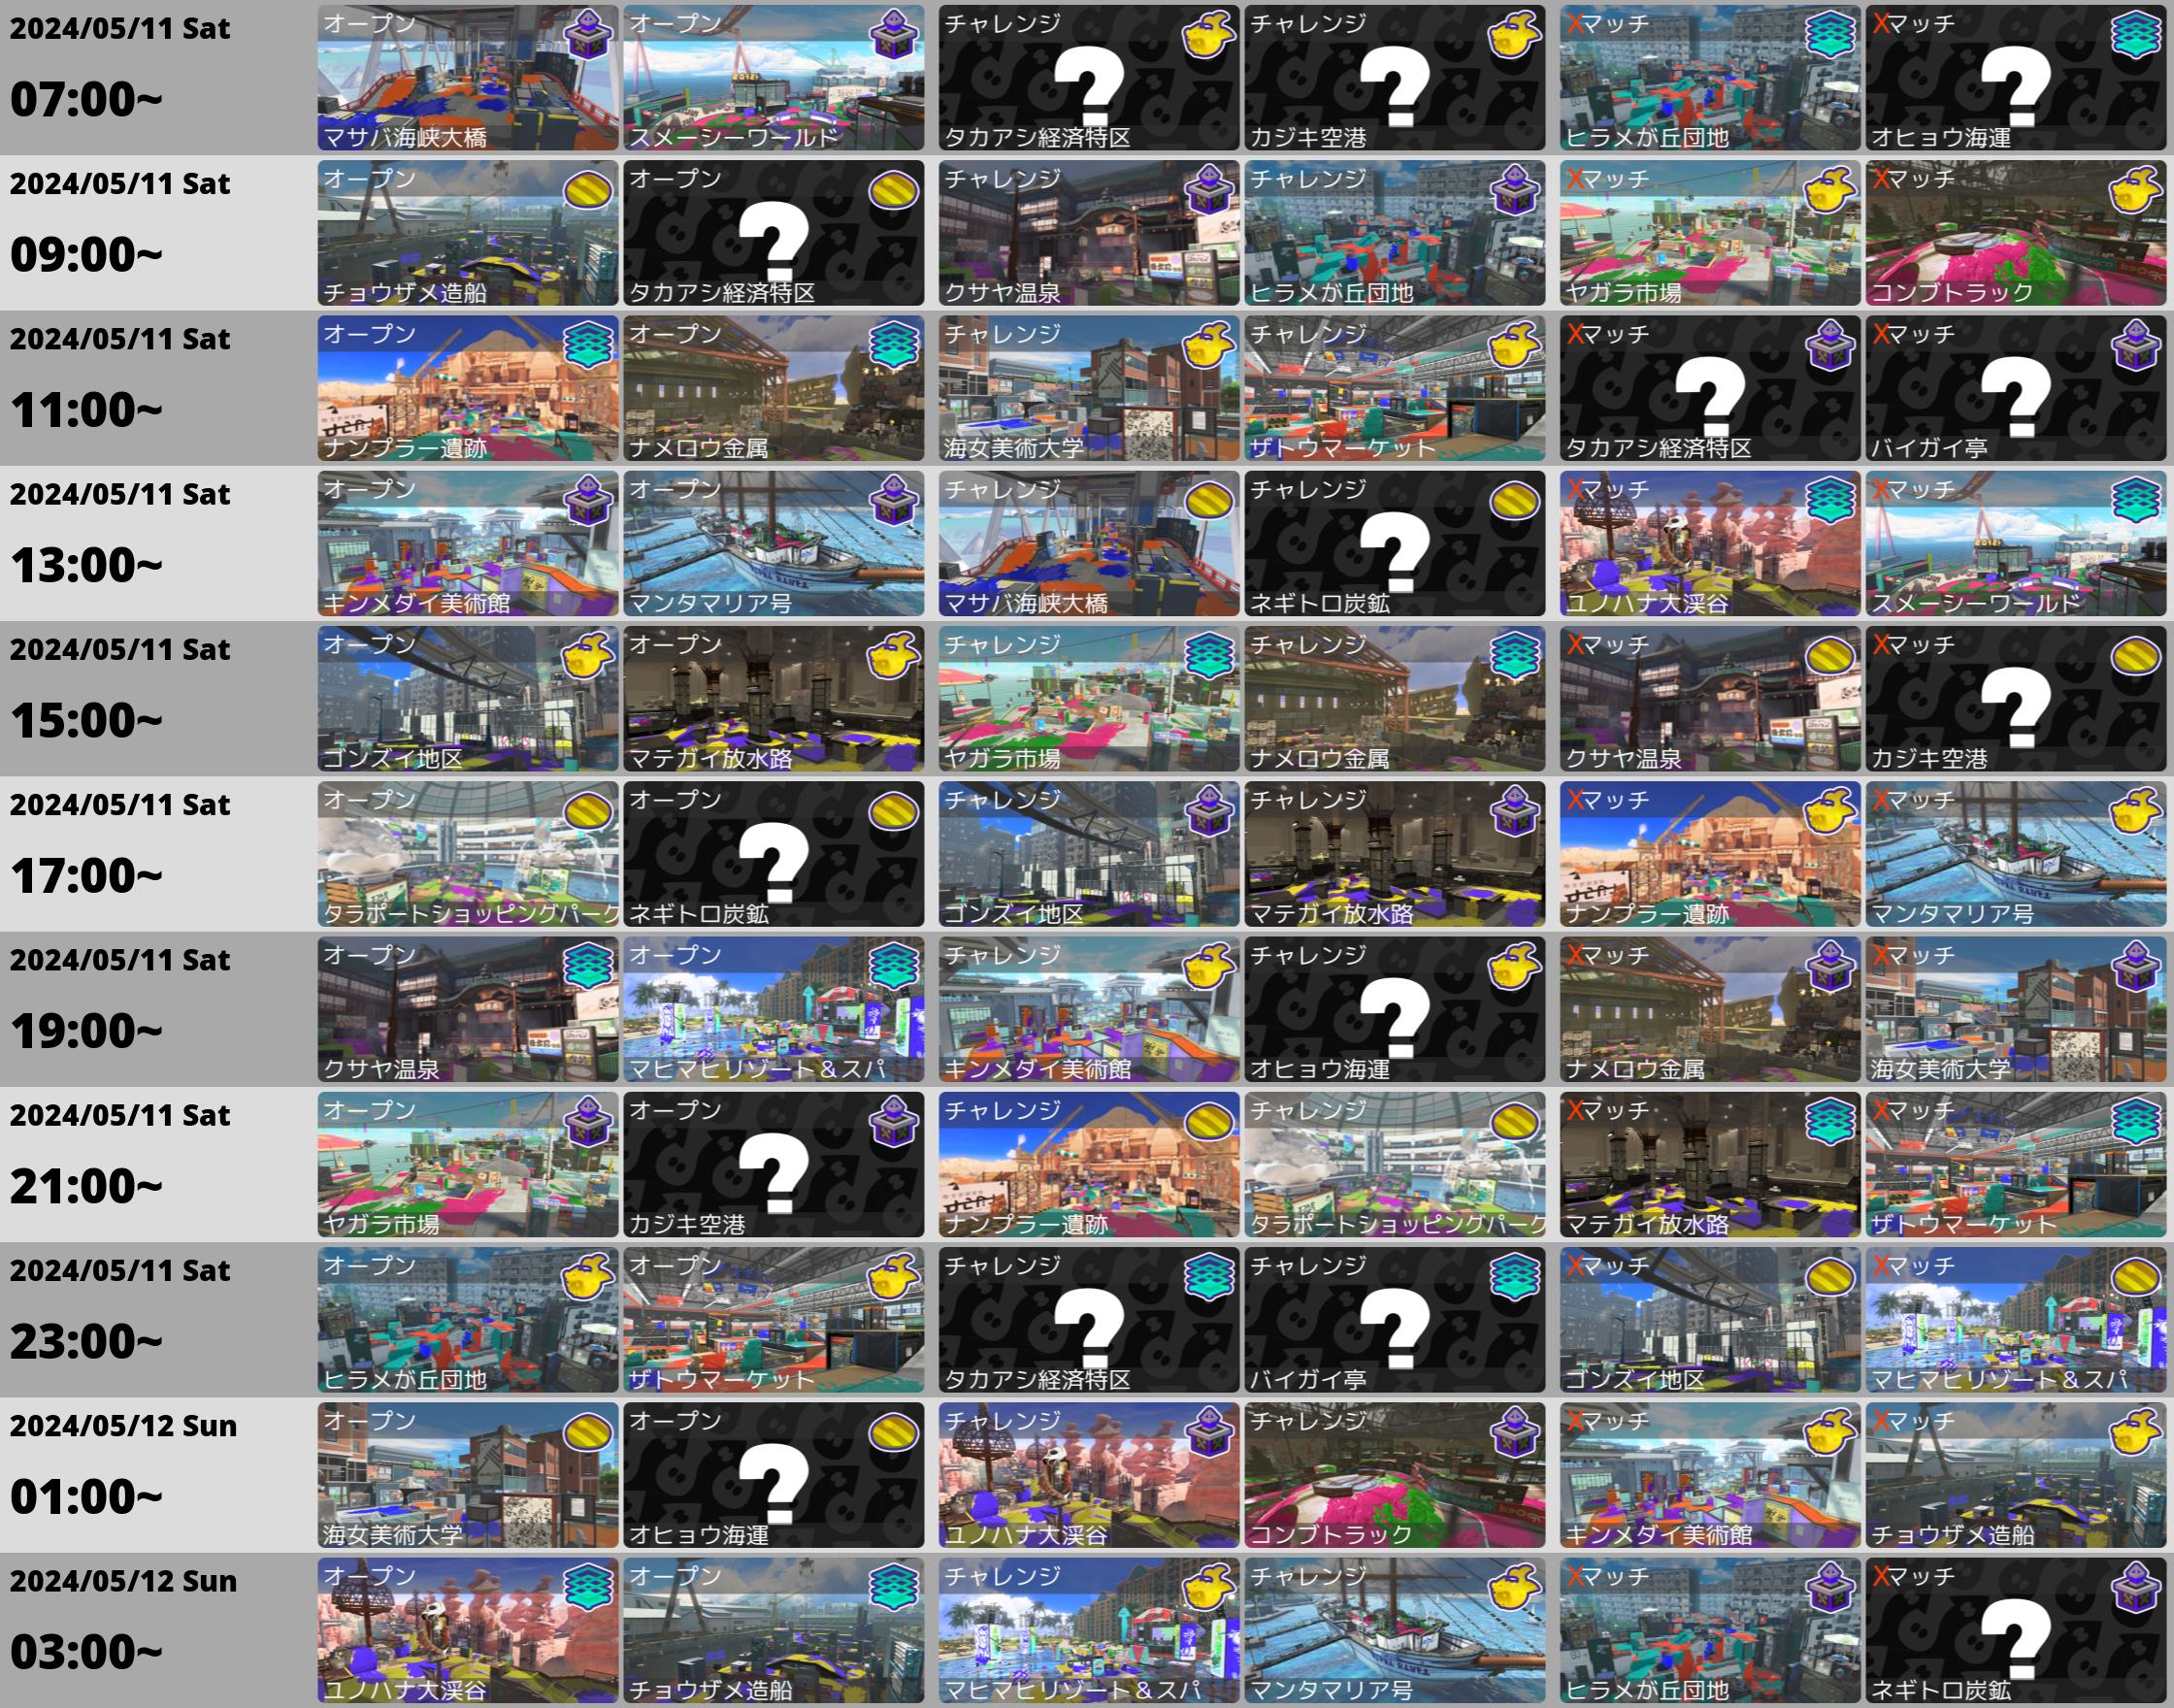 2024/05/11 Sat
07:00~
オープン オープン チャレンジ チャレンジ Xマッチ Xマッチ
マサバ海峡大橋 スメーシーワールド タカアシ経済特区 カジキ空港 ヒラメが丘団地 オヒョウ海運
2024/05/11 Sat
09:00~
オープン オープン チャレンジ チャレンジ Xマッチ Xマッチ
チョウザメ造船 タカアシ経済特区 クサヤ温泉 ヒラメが丘団地 ヤガラ市場 コンブトラック
2024/05/11 Sat
11:00~
オープン オープン チャレンジ チャレンジ Xマッチ Xマッチ
ナンプラー遺跡 ナメロウ金属 海女美術大学 ザトウマーケット タカアシ経済特区 バイガイ亭
2024/05/11 Sat
13:00~
オープン オープン チャレンジ チャレンジ Xマッチ Xマッチ
キンメダイ美術館 マンタマリア号 マサバ海峡大橋 ネギトロ炭鉱 ユノハナ大渓谷 スメーシーワールド
2024/05/11 Sat
15:00~
オープン オープン チャレンジ チャレンジ Xマッチ Xマッチ
ゴンズイ地区 マテガイ放水路 ヤガラ市場 ナメロウ金属 クサヤ温泉 カジキ空港
2024/05/11 Sat
17:00~
オープン オープン チャレンジ チャレンジ Xマッチ Xマッチ
タラポートショッピングパーク ネギトロ炭鉱 ゴンズイ地区 マテガイ放水路 ナンプラー遺跡 マンタマリア号
2024/05/11 Sat
19:00~
オープン オープン チャレンジ チャレンジ Xマッチ Xマッチ
クサヤ温泉 マヒマヒリゾート&スパ キンメダイ美術館 オヒョウ海運 ナメロウ金属 海女美術大学
2024/05/11 Sat
21:00~
オープン オープン チャレンジ チャレンジ Xマッチ Xマッチ
ヤガラ市場 カジキ空港 ナンプラー遺跡 タラポートショッピングパーク マテガイ放水路 ザトウマーケット
2024/05/11 Sat
23:00~
オープン オープン チャレンジ チャレンジ Xマッチ Xマッチ
ヒラメが丘団地 ザトウマーケット タカアシ経済特区 バイガイ亭 ゴンズイ地区 マヒマヒリゾート&スパ
2024/05/12 Sun
01:00~
オープン オープン チャレンジ チャレンジ Xマッチ Xマッチ
海女美術大学 オヒョウ海運 ユノハナ大渓谷 コンブトラック キンメダイ美術館 チョウザメ造船
2024/05/12 Sun
03:00~
オープン オープン チャレンジ チャレンジ Xマッチ Xマッチ
ユノハナ大渓谷 チョウザメ造船 マヒマヒリゾート&スパ マンタマリア号 ヒラメが丘団地 ネギトロ炭鉱